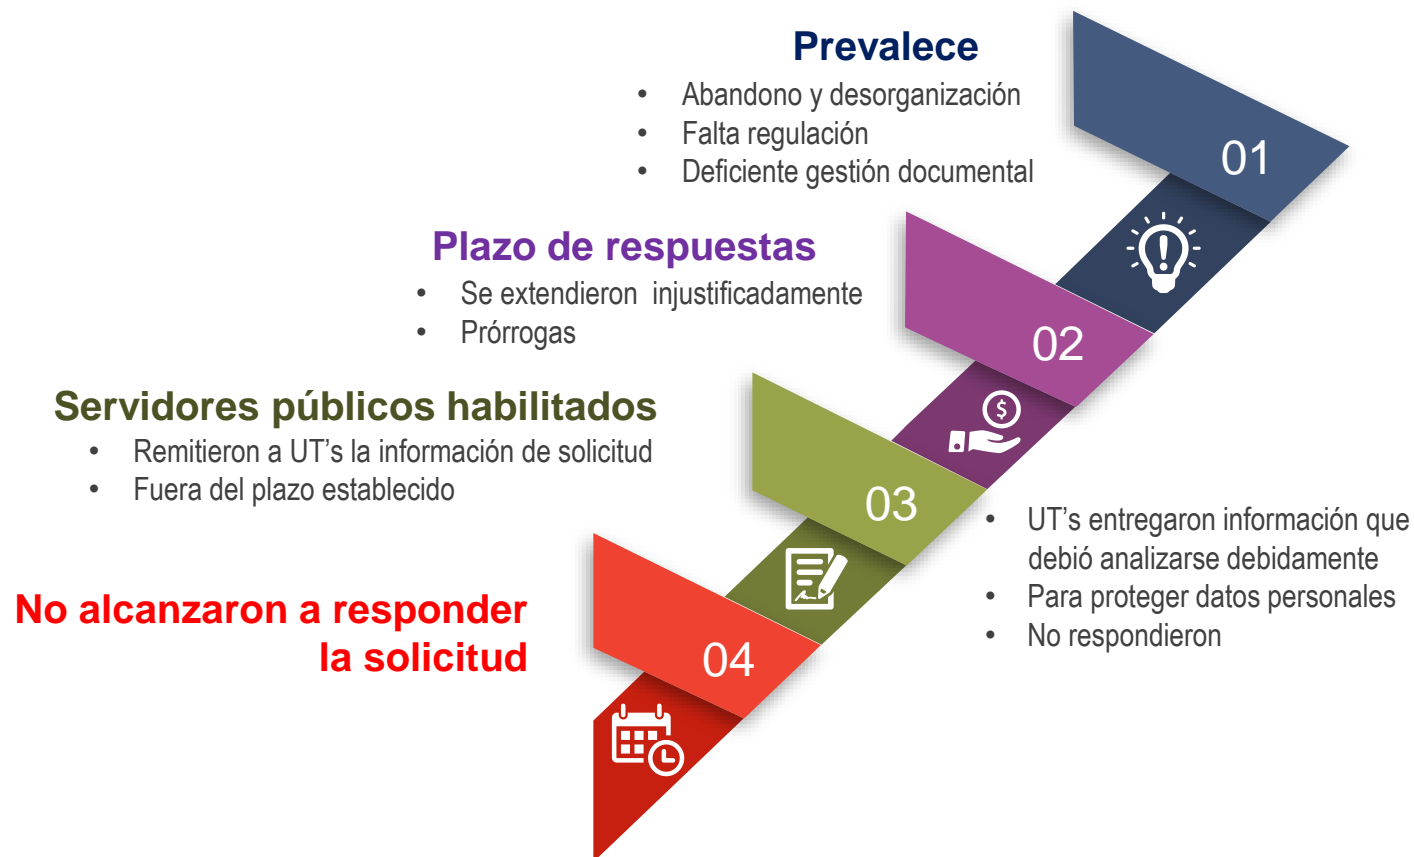 Prevalece
• Abandono y desorganización
• Falta regulación
• Deficiente gestión documental
01
Plazo de respuestas
• Se extendieron injustificadamente
• Prórrogas
02
$
Servidores públicos habilitados
• Remitieron a UT’s la información de solicitud
• Fuera del plazo establecido
03
• UT’s entregaron información que
debió analizarse debidamente
• Para proteger datos personales
• No respondieron
No alcanzaron a responder
la solicitud
04